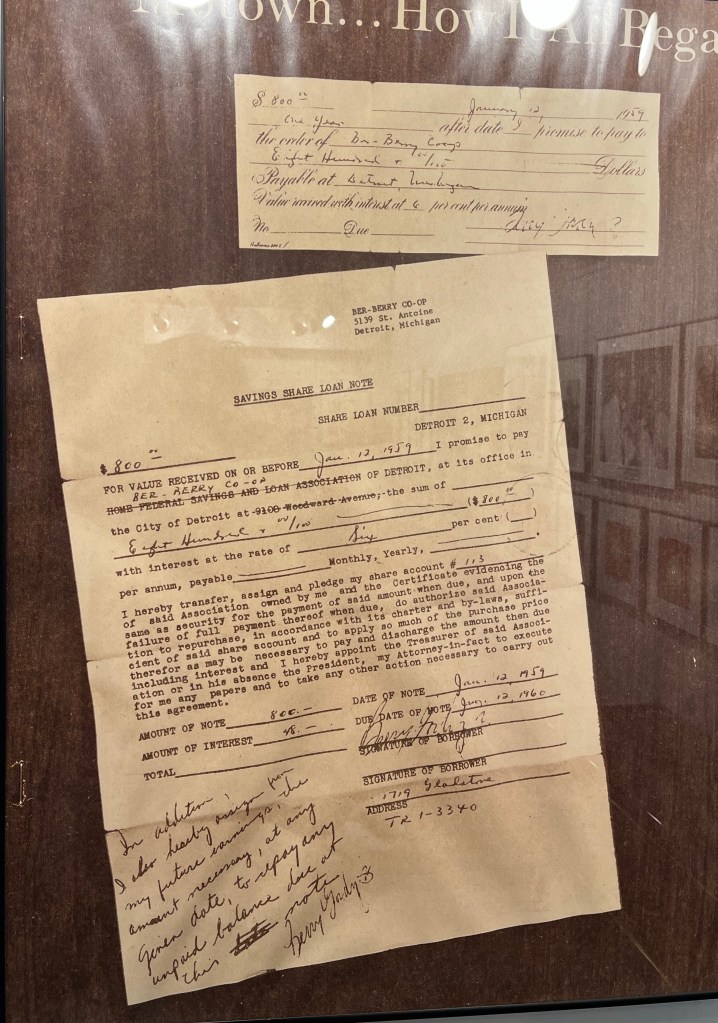 Motown... How It All Bega
$ 800 00 January 12, 1959
One Year after date I promise to pay to
the order of Ber-Berry Co-op
Eight Hundred & 00/100 Dollars
Payable at Detroit, Michigan
Value received with interest at 6 per cent per annum
No. Due
BER-BERRY CO-OP
5139 St. Antoine
Detroit, Michigan
SAVINGS SHARE LOAN NOTE
SHARE LOAN NUMBER
DETROIT 2, MICHIGAN
$ 800 00
FOR VALUE RECEIVED ON OR BEFORE Jan. 12, 1959 I promise to pay
BER-BERRY CO-OP
HOME FEDERAL SAVINGS AND LOAN ASSOCIATION OF DETROIT, at its office in
the City of Detroit at 9100 Woodward Avenue, the sum of
Eight Hundred & 00/100 ($ 800 00 )
with interest at the rate of Six per cent ( )
per annum, payable Monthly, Yearly, .
I hereby transfer, assign and pledge my share account # 113
of said Association owned by me and the Certificate evidencing the
same as security for the payment of said amount when due, and upon the
failure of full payment thereof when due, do authorize said Associa-
tion to repurchase, in accordance with its charter and by-laws, suffi-
cient of said share account and to apply so much of the purchase price
therefor as may be necessary to pay and discharge the amount then due
including interest and I hereby appoint the Treasurer of said Associ-
ation or in his absence the President, my Attorney-in-fact to execute
for me any papers and to take any other action necessary to carry out
this agreement.
AMOUNT OF NOTE 800.—
AMOUNT OF INTEREST 48.—
TOTAL
DATE OF NOTE Jan. 12, 1959
DUE DATE OF NOTE Jan. 12, 1960
SIGNATURE OF BORROWER
SIGNATURE OF BORROWER
1719 Gladstone
ADDRESS
TR 1-3340
In addition,
I also hereby assign from
my future earnings, the
amount necessary, at any
given date, to repay any
unpaid balance due at
this note
Berry Gordy 3